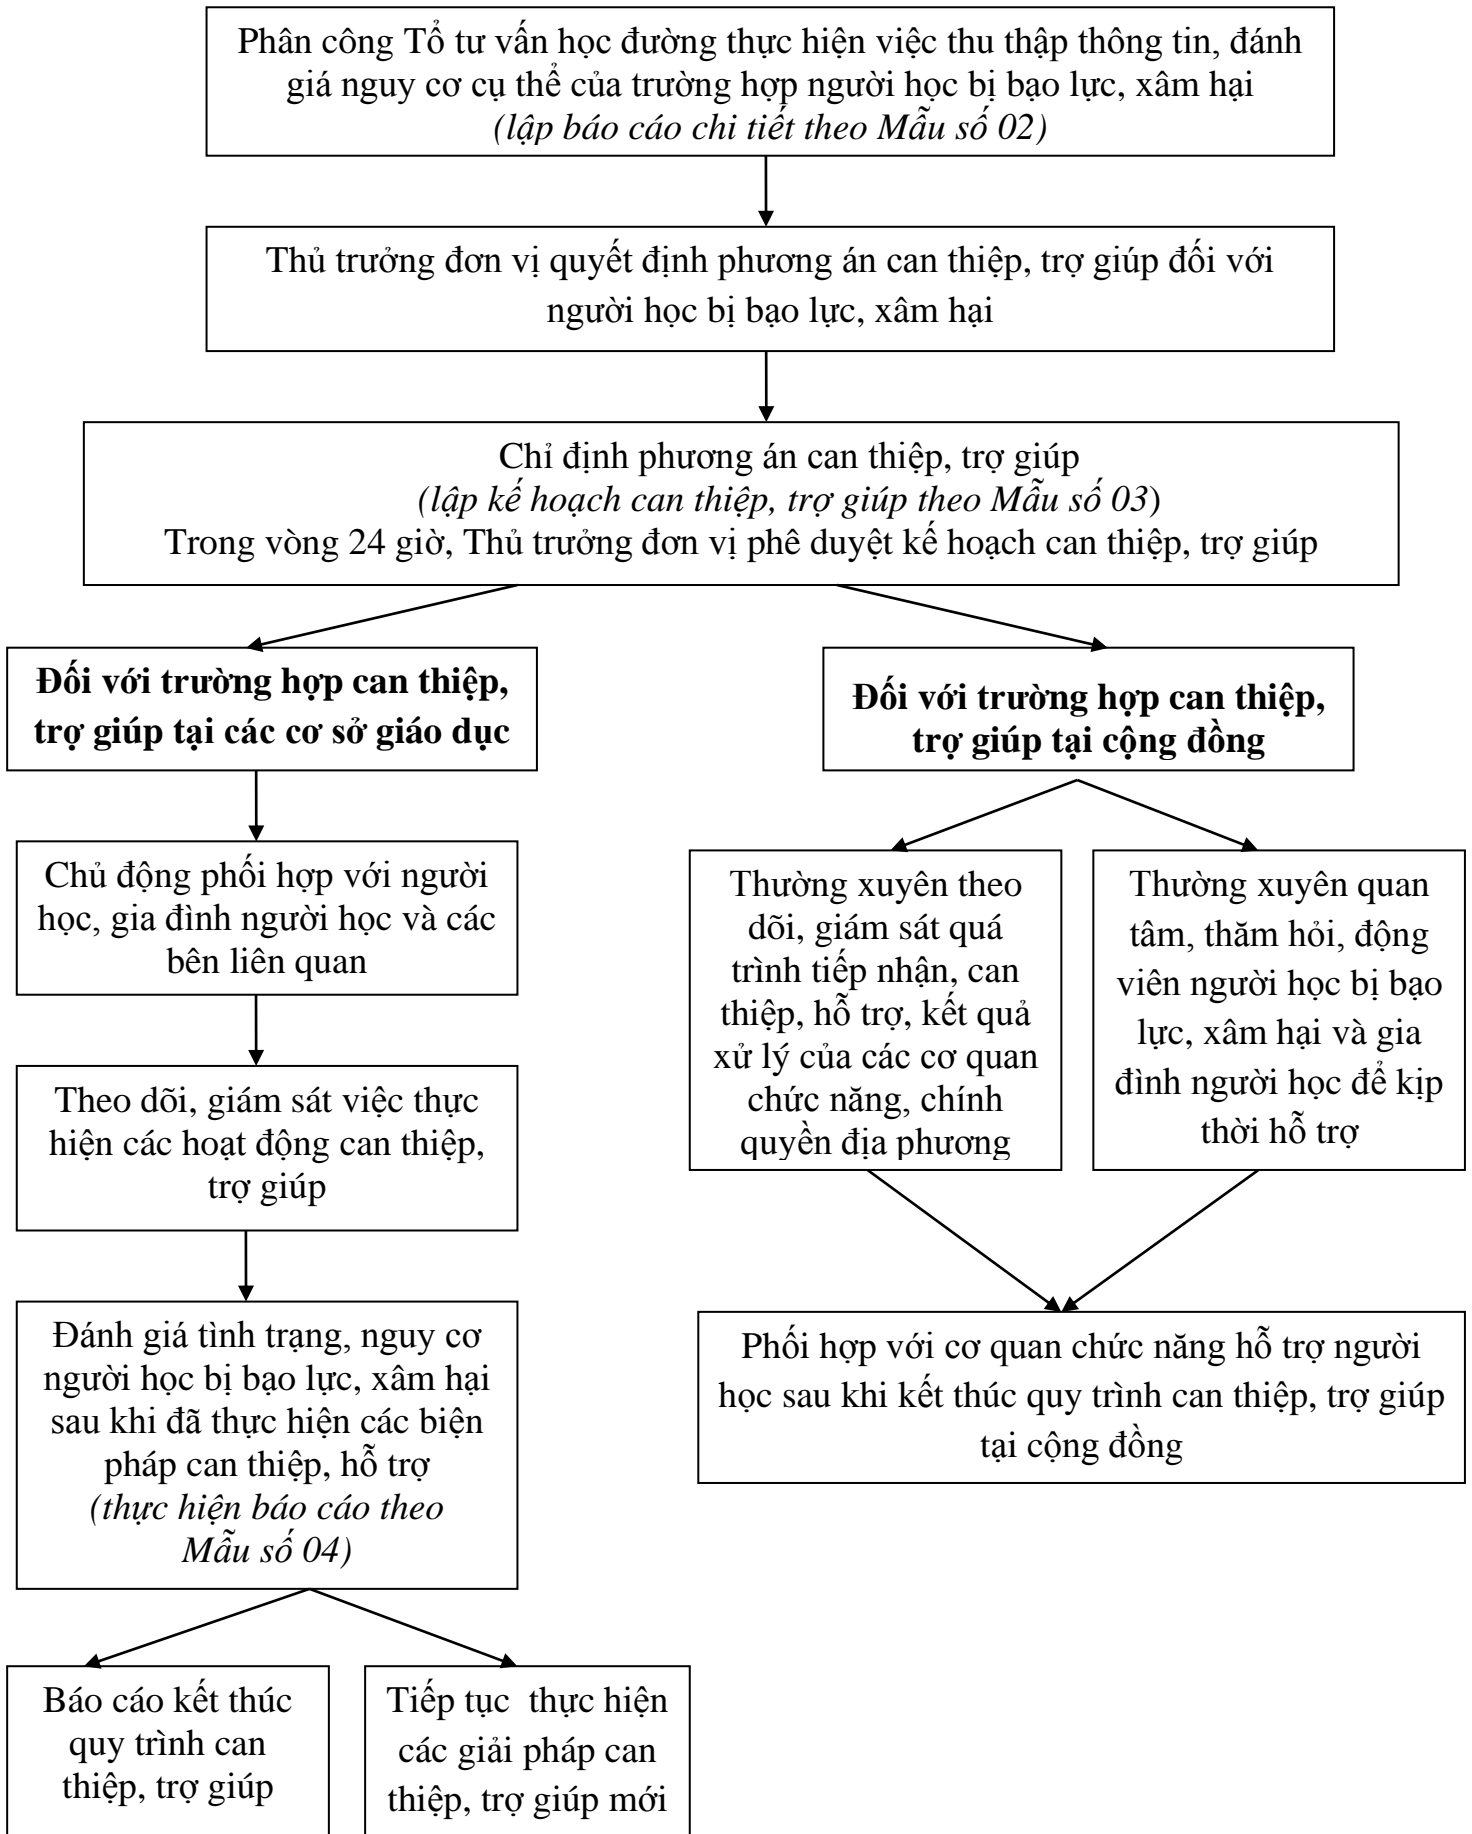 Phân công Tổ tư vấn học đường thực hiện việc thu thập thông tin, đánh
giá nguy cơ cụ thể của trường hợp người học bị bạo lực, xâm hại
(lập báo cáo chi tiết theo Mẫu số 02)
Thủ trưởng đơn vị quyết định phương án can thiệp, trợ giúp đối với
người học bị bạo lực, xâm hại
Chỉ định phương án can thiệp, trợ giúp
(lập kế hoạch can thiệp, trợ giúp theo Mẫu số 03)
Trong vòng 24 giờ, Thủ trưởng đơn vị phê duyệt kế hoạch can thiệp, trợ giúp
Đối với trường hợp can thiệp,
trợ giúp tại các cơ sở giáo dục
Chủ động phối hợp với người
học, gia đình người học và các
bên liên quan
Theo dõi, giám sát việc thực
hiện các hoạt động can thiệp,
trợ giúp
Đánh giá tình trạng, nguy cơ
người học bị bạo lực, xâm hại
sau khi đã thực hiện các biện
pháp can thiệp, hỗ trợ
(thực hiện báo cáo theo
Mẫu số 04)
Báo cáo kết thúc
quy trình can
thiệp, trợ giúp
Tiếp tục  thực hiện
các giải pháp can
thiệp, trợ giúp mới
Đối với trường hợp can thiệp,
trợ giúp tại cộng đồng
Thường xuyên theo
dõi, giám sát quá
trình tiếp nhận, can
thiệp, hỗ trợ, kết quả
xử lý của các cơ quan
chức năng, chính
quyền địa phương
Thường xuyên quan
tâm, thăm hỏi, động
viên người học bị bạo
lực, xâm hại và gia
đình người học để kịp
thời hỗ trợ
Phối hợp với cơ quan chức năng hỗ trợ người
học sau khi kết thúc quy trình can thiệp, trợ giúp
tại cộng đồng